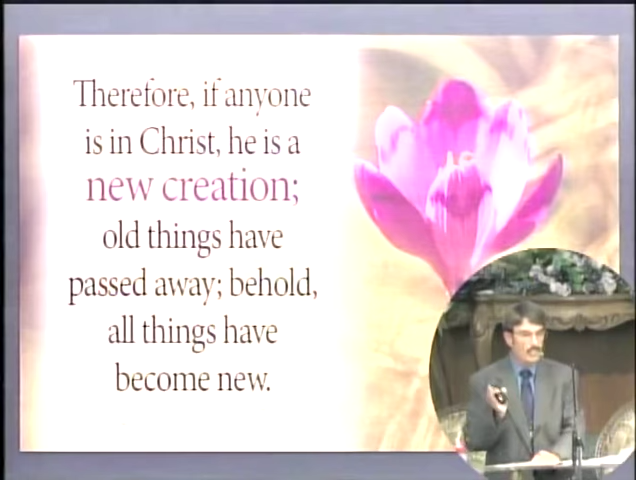 Therefore, if anyone
is in Christ, he is a
new creation;
old things have
passed away; behold,
all things have
become new.